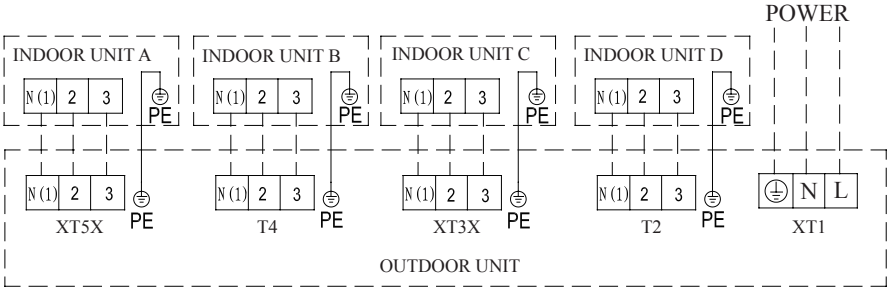 POWER
INDOOR UNIT A INDOOR UNIT B INDOOR UNIT C INDOOR UNIT D
N(1) 2 3 N(1) 2 3 N(1) 2 3 N(1) 2 3
PE PE PE PE
N(1) 2 3 N(1) 2 3 N(1) 2 3 N(1) 2 3 N L
PE PE PE PE
XT5X T4 XT3X T2 XT1
OUTDOOR UNIT